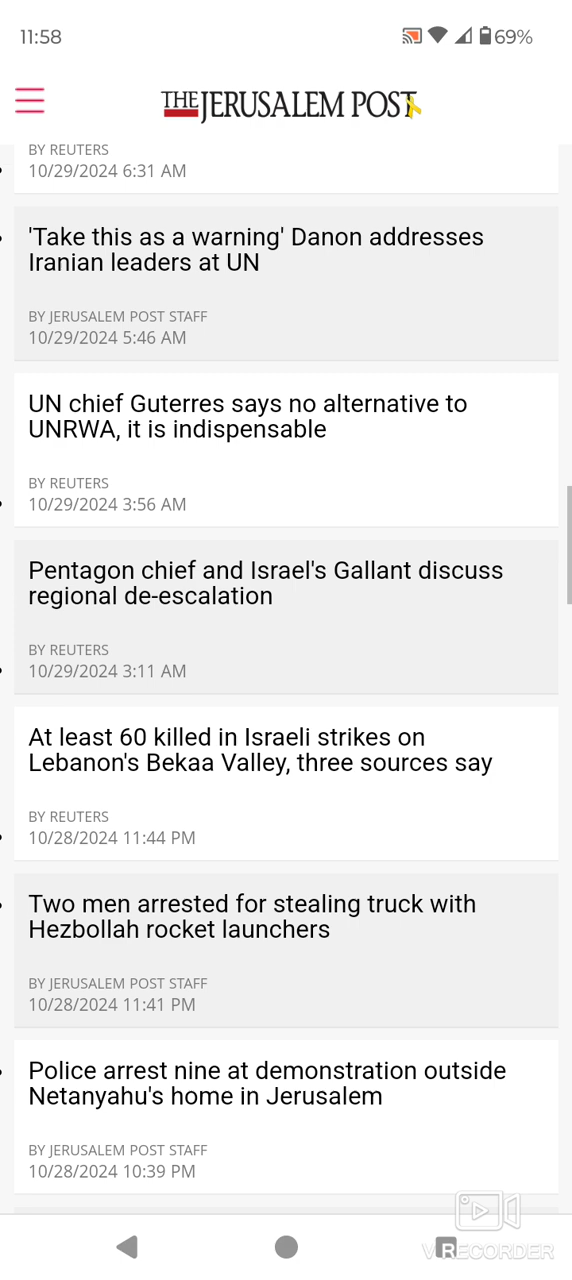 11:58
69%
THE JERUSALEM POST
BY REUTERS
10/29/2024 6:31 AM
'Take this as a warning' Danon addresses
Iranian leaders at UN
BY JERUSALEM POST STAFF
10/29/2024 5:46 AM
UN chief Guterres says no alternative to
UNRWA, it is indispensable
BY REUTERS
10/29/2024 3:56 AM
Pentagon chief and Israel's Gallant discuss
regional de-escalation
BY REUTERS
10/29/2024 3:11 AM
At least 60 killed in Israeli strikes on
Lebanon's Bekaa Valley, three sources say
BY REUTERS
10/28/2024 11:44 PM
Two men arrested for stealing truck with
Hezbollah rocket launchers
BY JERUSALEM POST STAFF
10/28/2024 11:41 PM
Police arrest nine at demonstration outside
Netanyahu's home in Jerusalem
BY JERUSALEM POST STAFF
10/28/2024 10:39 PM
VRECORDER